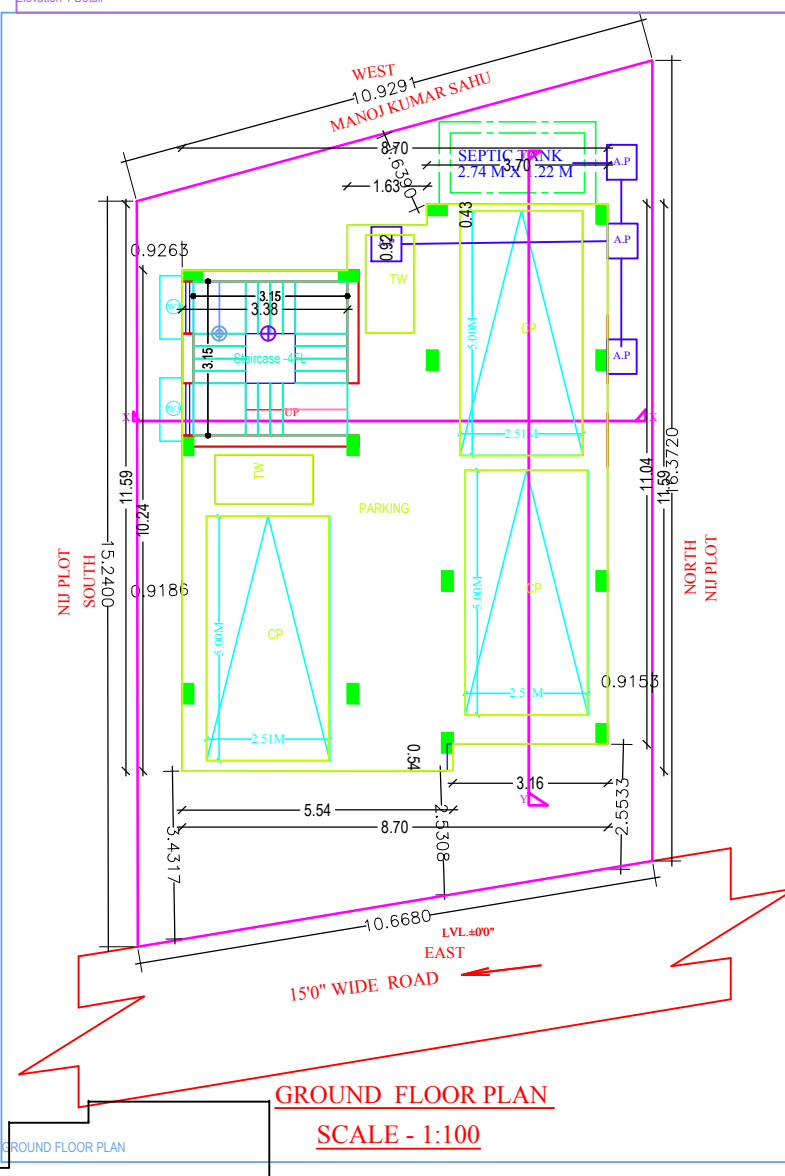 Elevation-1 Detail
WEST
10.9291
MANOJ KUMAR SAHU
8.70
SEPTIC TANK
3.70
2.74 M X 1.22 M
A.P
1.63
.6390
0.43
0.92
A.P
0.9263
TW
CP
3.15
3.38
5.00M
Staircase -4FL
3.15
A.P
UP
X
X
2.51M
11.59
10.24
15.2400
TW
PARKING
11.04
11.59
16.3720
NIJ PLOT
SOUTH
NORTH
NIJ PLOT
0.9186
5.00M
CP
5.00M
CP
0.9153
2.51M
2.51M
0.54
3.16
Y
5.54
8.70
3.4317
2.5308
2.5533
10.6680
LVL.±0'0"
EAST
15'0" WIDE ROAD
GROUND FLOOR PLAN
SCALE - 1:100
GROUND FLOOR PLAN